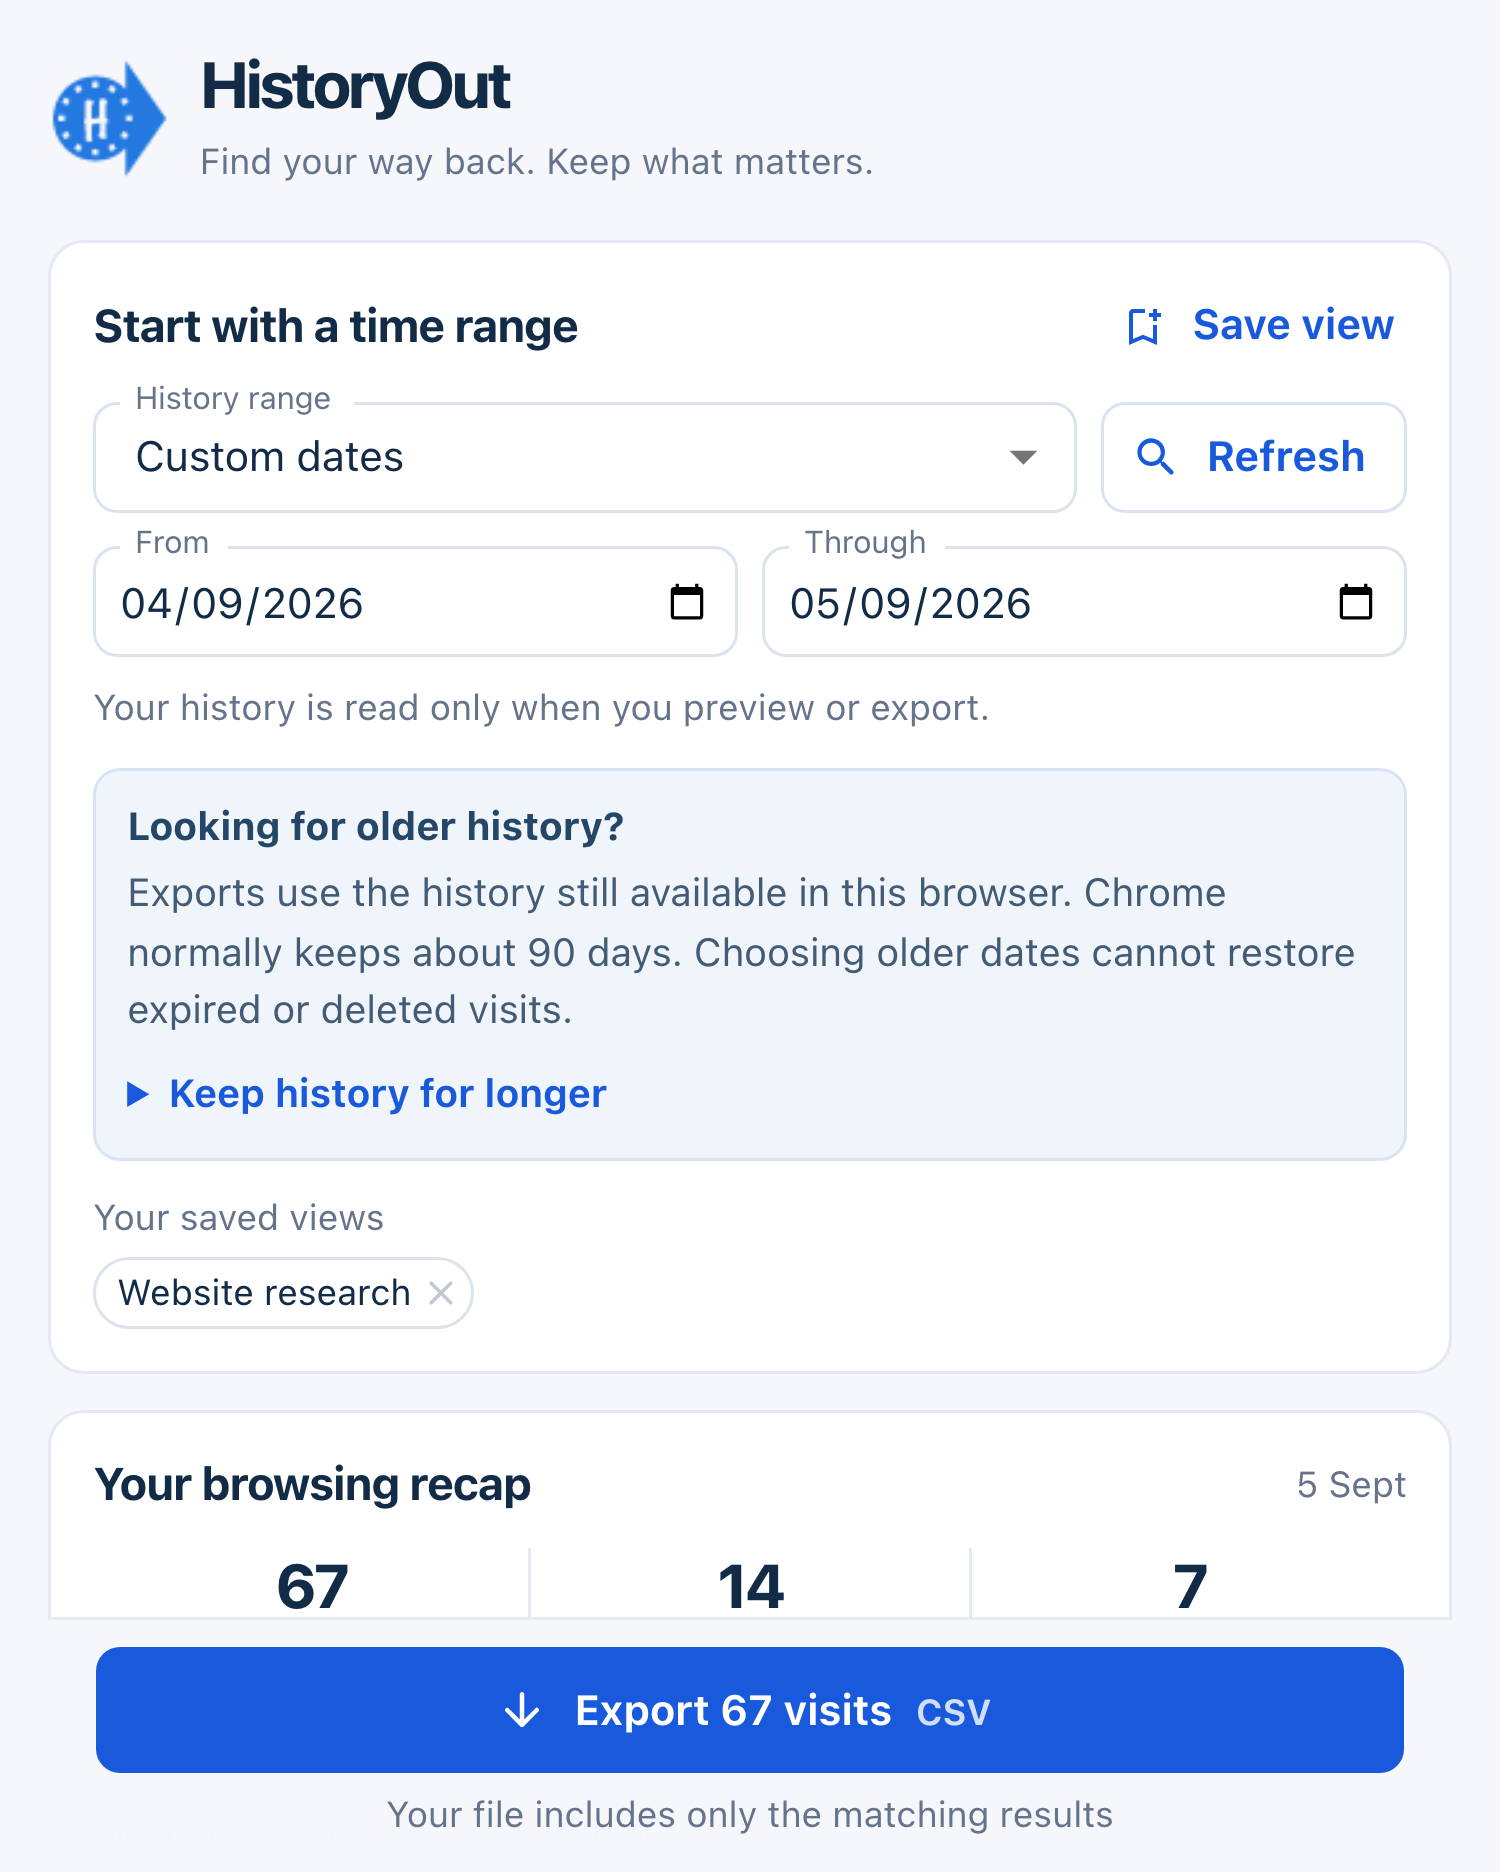 H
HistoryOut
Find your way back. Keep what matters.
Start with a time range
Save view
History range
Custom dates
Refresh
From
04/09/2026
Through
05/09/2026
Your history is read only when you preview or export.
Looking for older history?
Exports use the history still available in this browser. Chrome
normally keeps about 90 days. Choosing older dates cannot restore
expired or deleted visits.
Keep history for longer
Your saved views
Website research
Your browsing recap
5 Sept
67
14
7
Export 67 visits CSV
Your file includes only the matching results